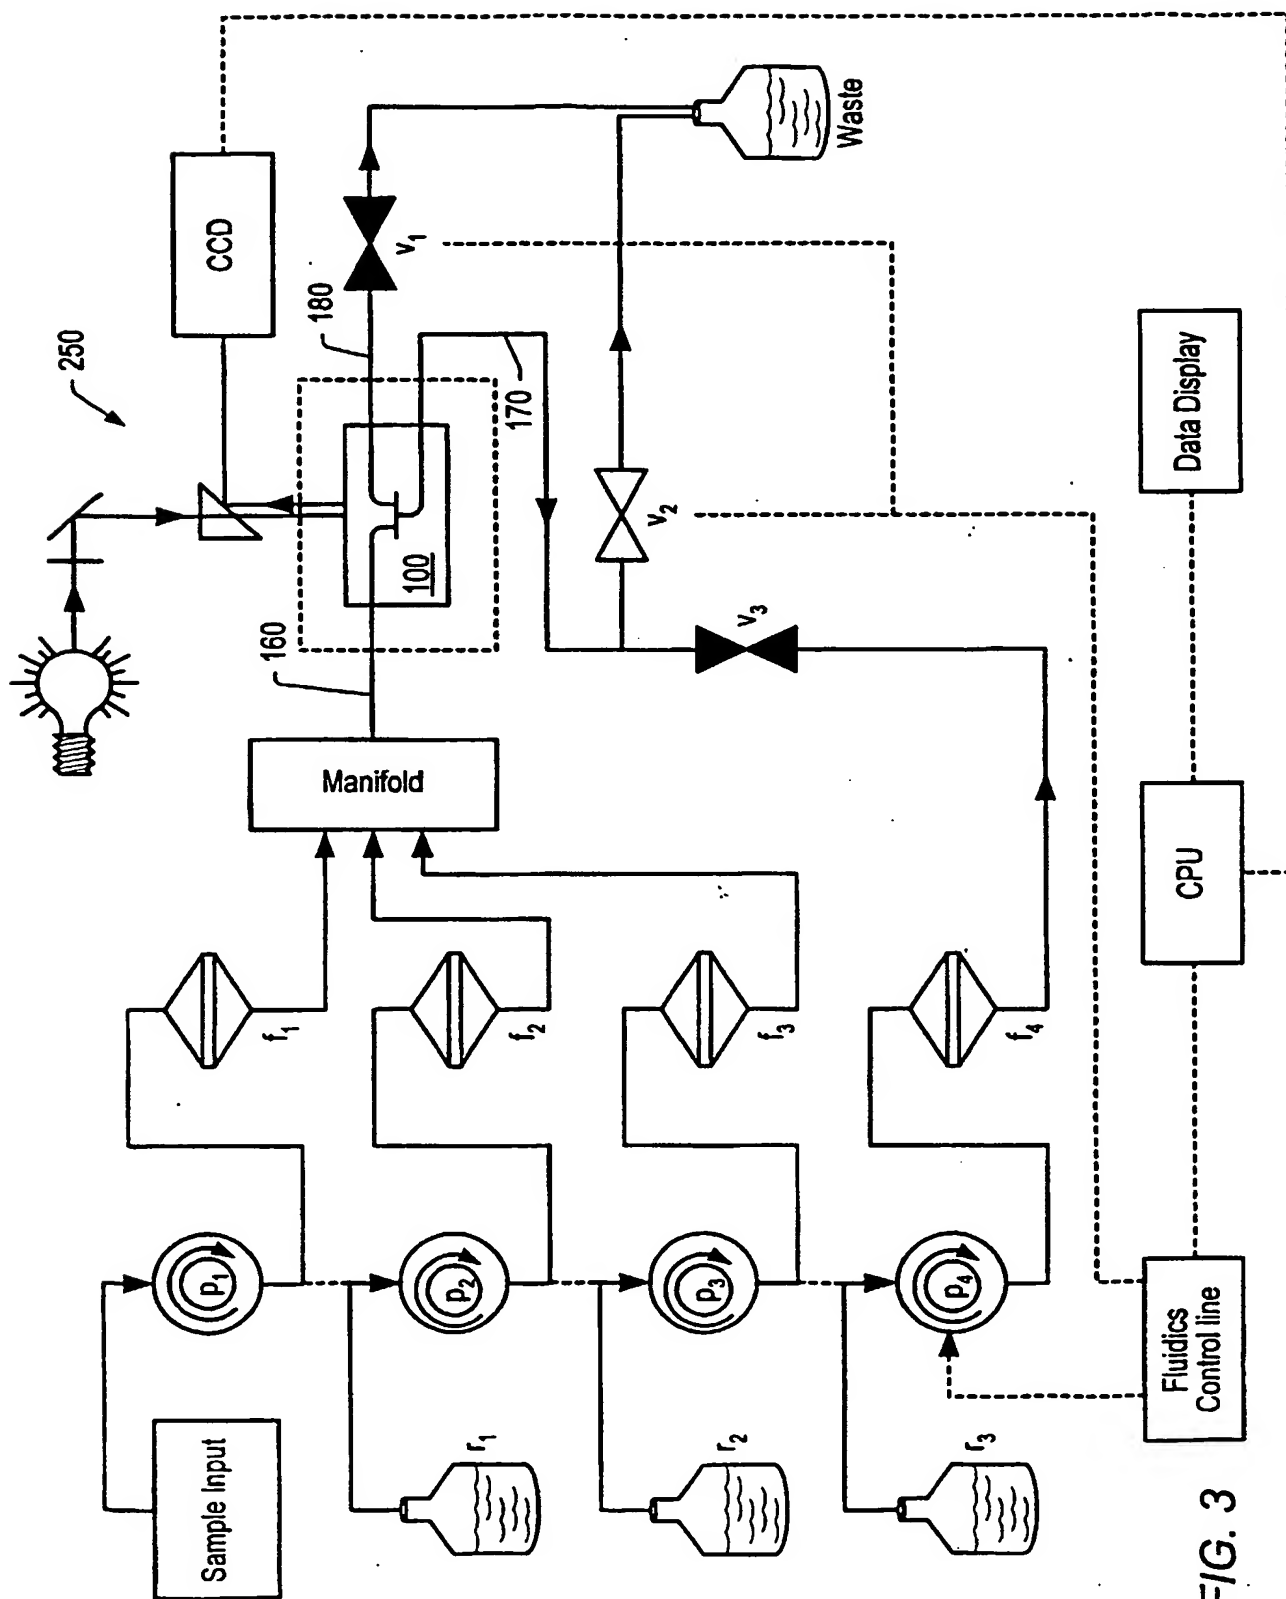 250
CCD
180
160
100
170
v1
v2
v3
Waste
Manifold
f1
f2
f3
f4
p1
p2
p3
p4
Sample Input
r1
r2
r3
Fluidics
Control line
CPU
Data Display
FIG. 3